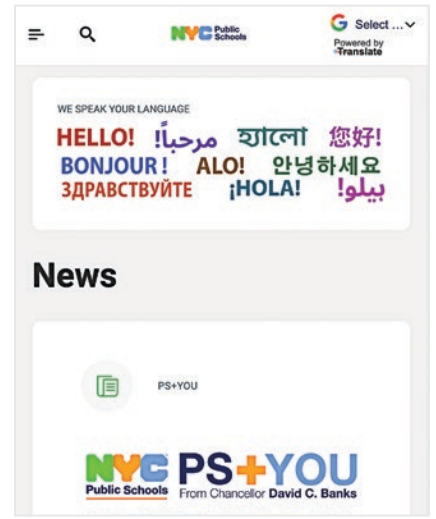 NYC Public Schools
Select ...
Powered by
Translate
WE SPEAK YOUR LANGUAGE
HELLO! مرحباً! হ্যালো 您好!
BONJOUR! ALO! 안녕하세요
ЗДРАВСТВУЙТЕ ¡HOLA! بيلو!
News
PS+YOU
NYC Public Schools
PS+YOU
From Chancellor David C. Banks